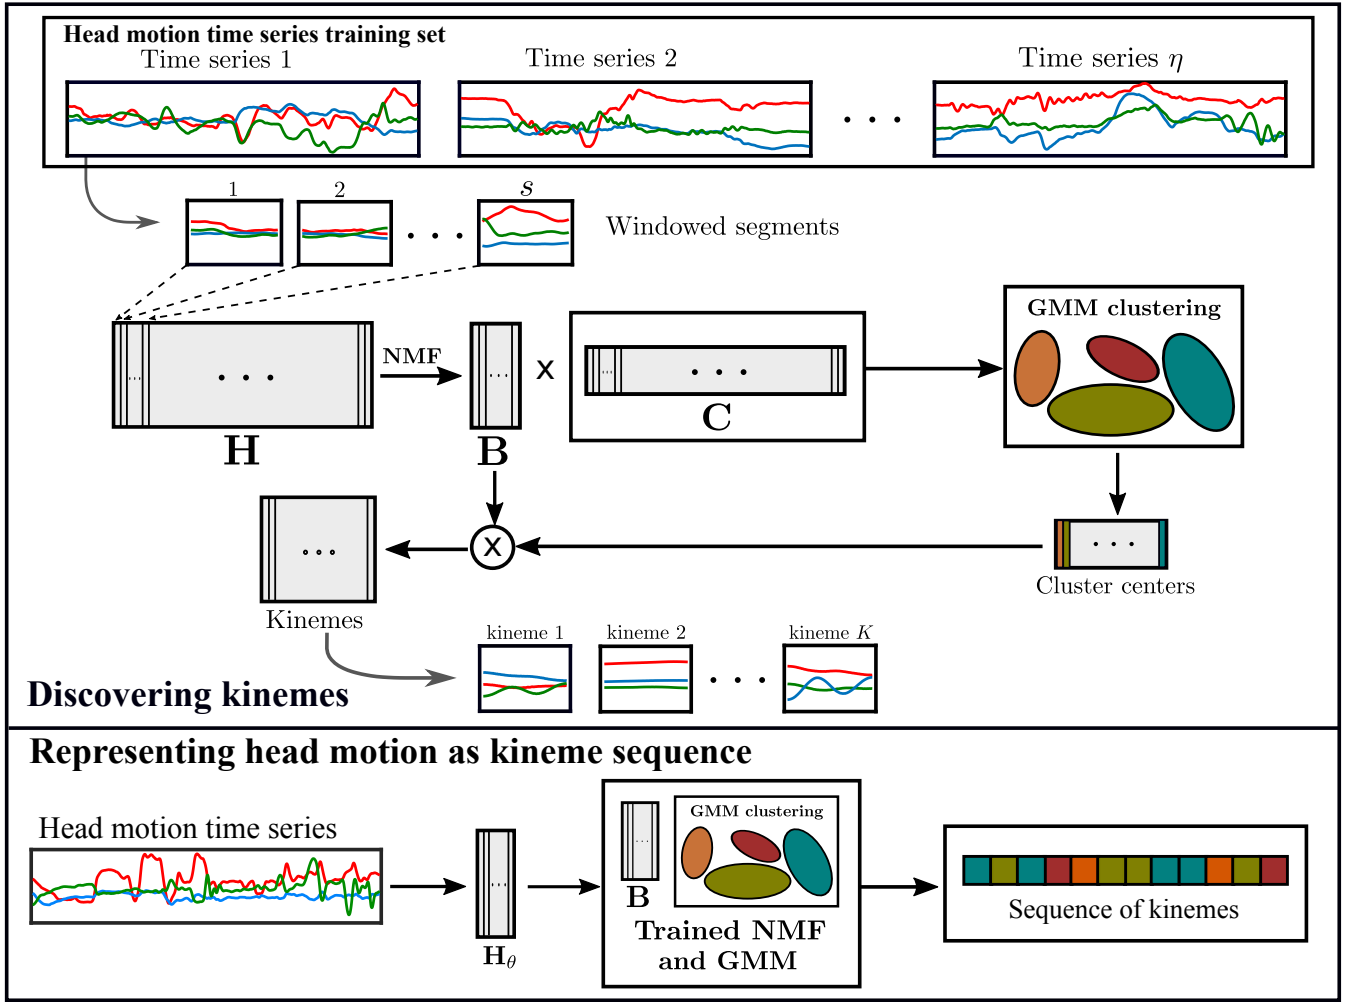 Head motion time series training set
Time series 1
Time series 2
Time series η
1
2
s
Windowed segments
NMF
x
H
B
C
GMM clustering
x
Kinemes
Cluster centers
kineme 1
kineme 2
kineme K
Discovering kinemes
Representing head motion as kineme sequence
Head motion time series
H_θ
B
GMM clustering
Trained NMF
and GMM
Sequence of kinemes